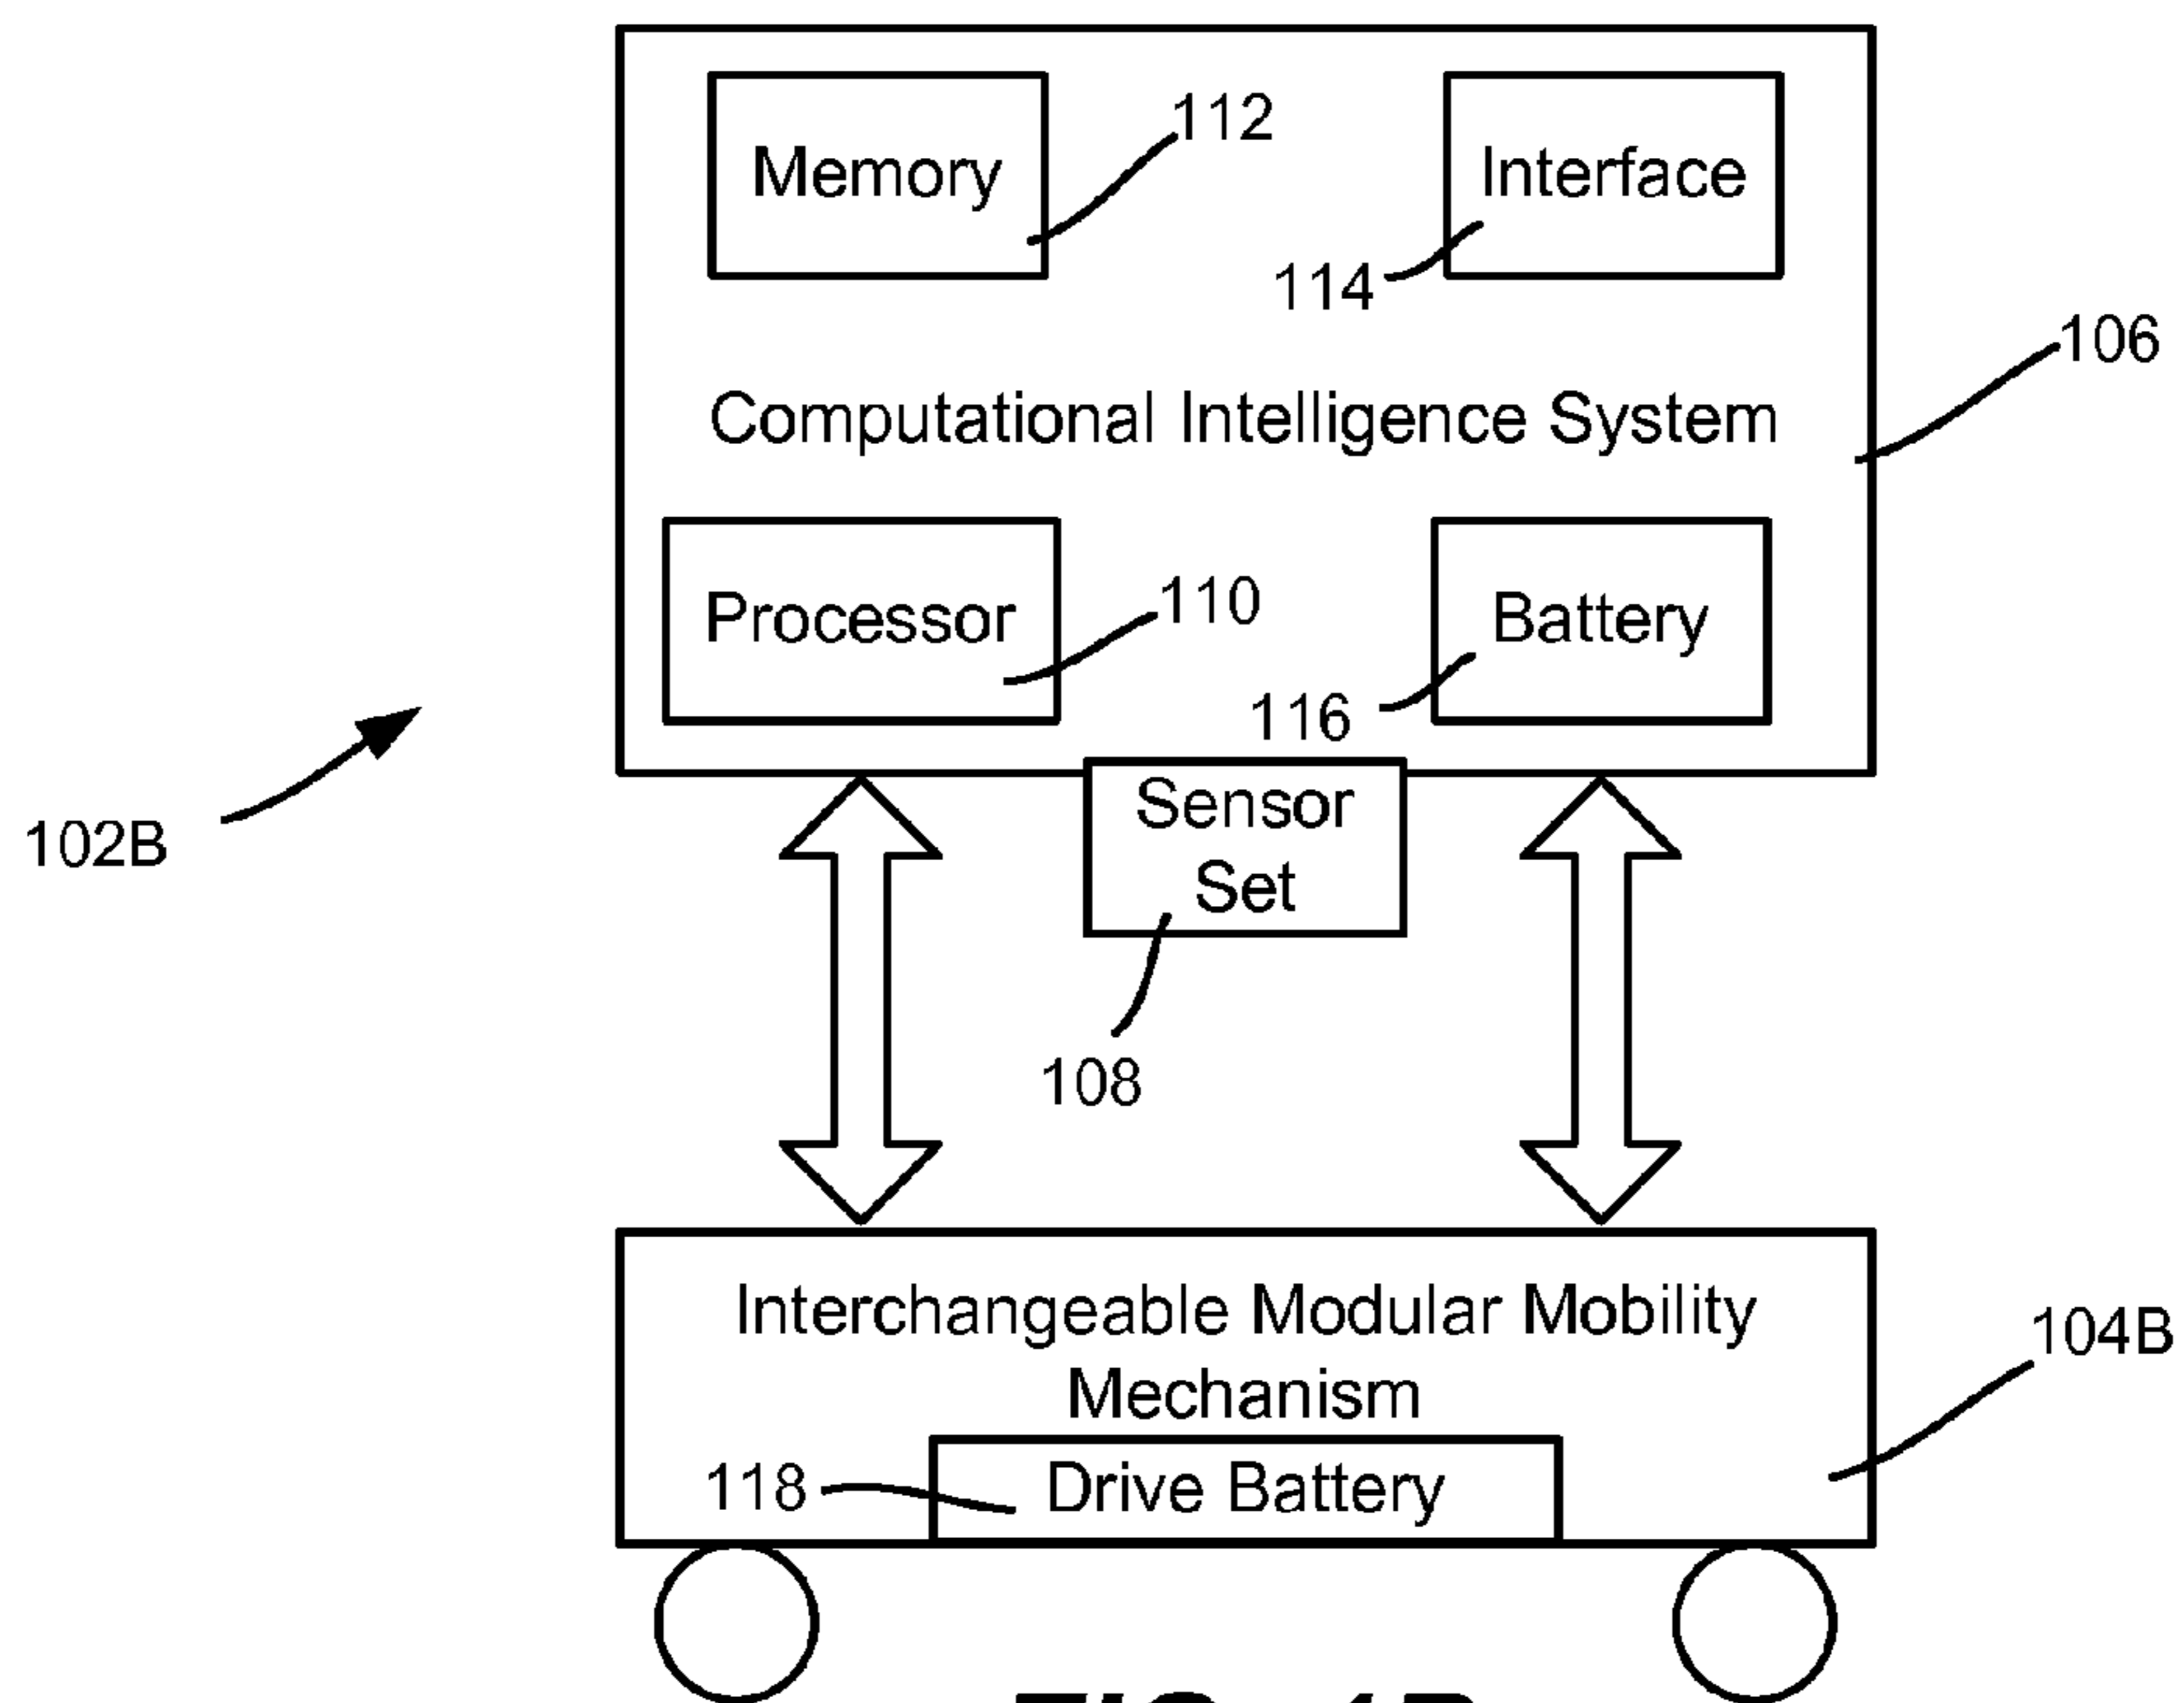 112
Memory
Interface
114
106
Computational Intelligence System
110
Processor
Battery
116
Sensor
Set
102B
108
Interchangeable Modular Mobility
Mechanism
104B
118
Drive Battery